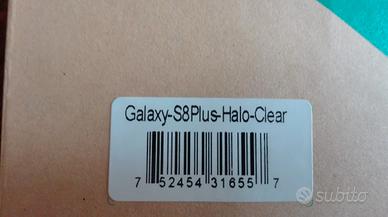 Galaxy-S8Plus-Halo-Clear
7 52454 31655 7
subito